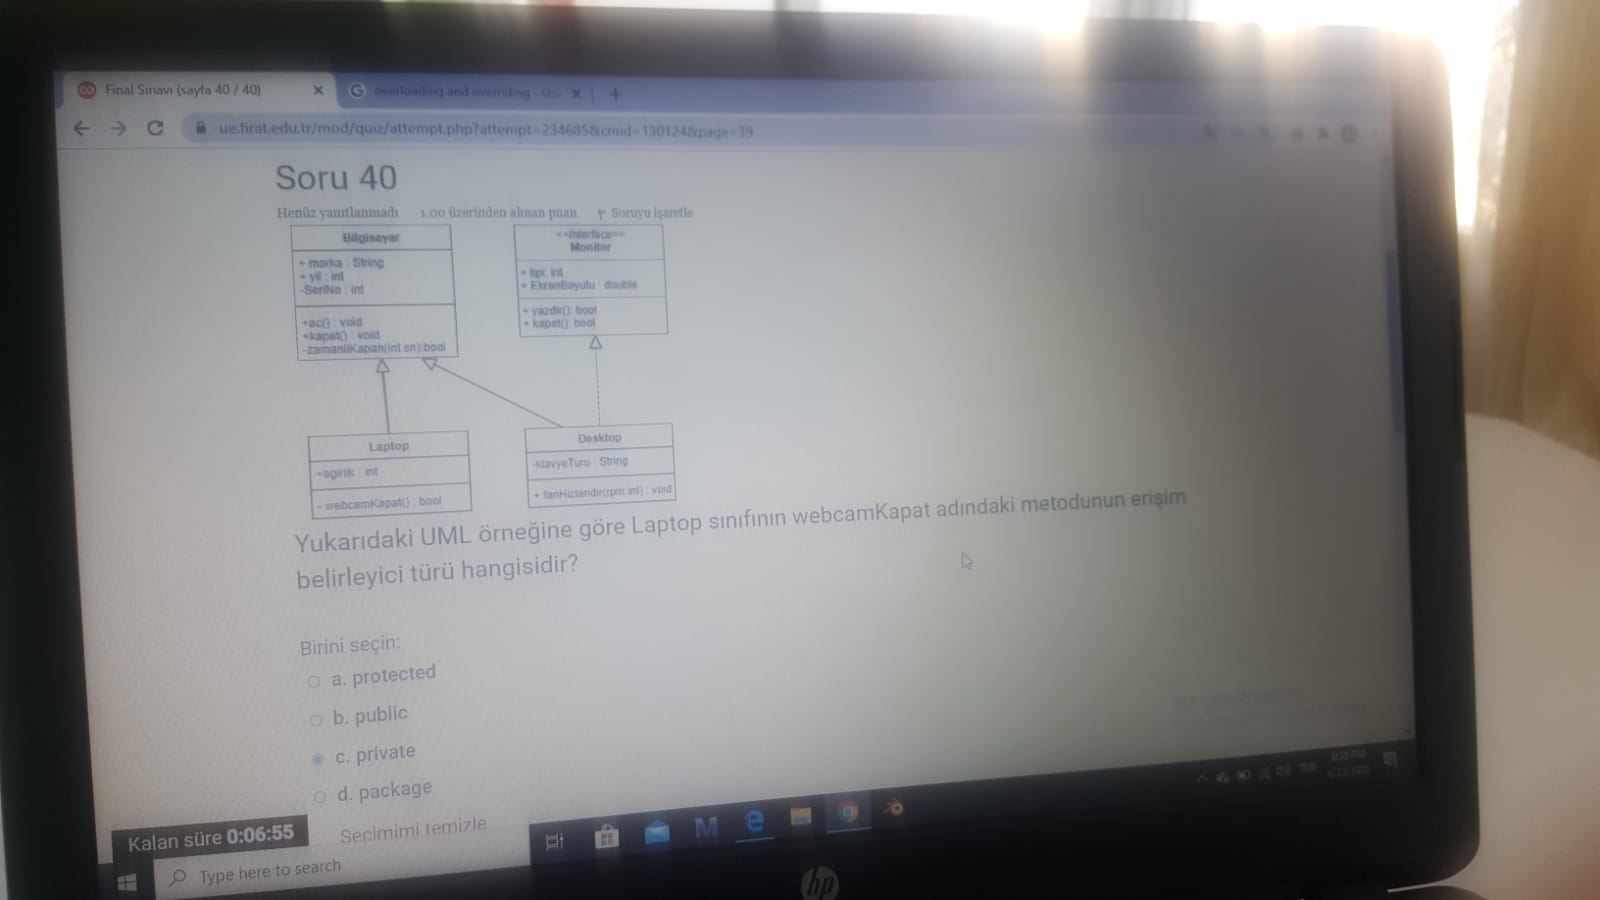 Final Sınavı (sayfa 40 / 40)
overloading and overriding - Go
ue.firat.edu.tr/mod/quiz/attempt.php?attempt=234685&cmid=130124&page=39
Soru 40
Henüz yanıtlanmadı 1.00 üzerinden alınan puan Soruyu işaretle
Bilgisayar
+ marka : String
+ yil : int
-SeriNo : int
+ac() : void
+kapat() : void
-zamanliKapan(int sn):bool
<<Interface>>
Monitor
+ tipi: int
+ EkranBoyutu : double
+ yazdir(): bool
+ kapat(): bool
Laptop
+agirlik : int
- webcamKapat() : bool
Desktop
-klavyeTuru : String
+ fanHizlandir(rpm:int) : void
Yukarıdaki UML örneğine göre Laptop sınıfının webcamKapat adındaki metodunun erişim
belirleyici türü hangisidir?
Birini seçin:
a. protected
b. public
c. private
d. package
Seçimimi temizle
Kalan süre 0:06:55
Type here to search
TUR
6/23/2020
hp